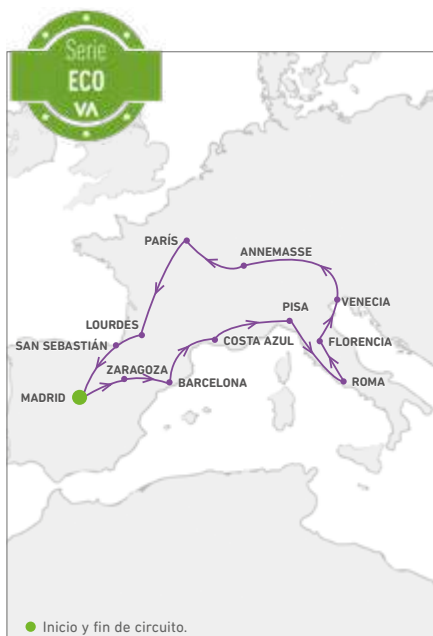 Serie
ECO
VA
PARÍS
ANNEMASSE
PISA
VENECIA
LOURDES
SAN SEBASTIÁN
COSTA AZUL
FLORENCIA
ZARAGOZA
BARCELONA
ROMA
MADRID
Inicio y fin de circuito.